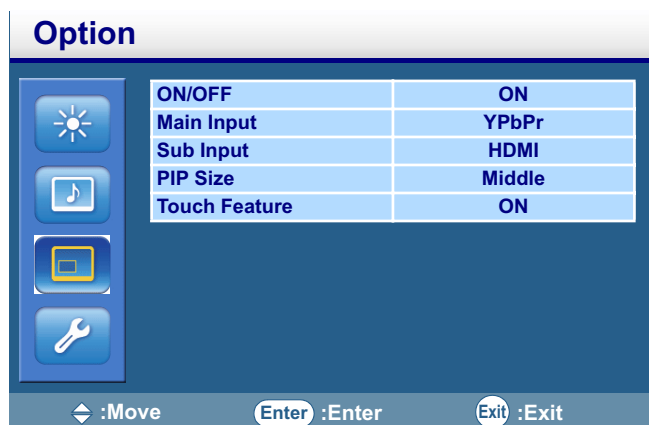 Option
ON/OFF ON
Main Input YPbPr
Sub Input HDMI
PIP Size Middle
Touch Feature ON
:Move Enter :Enter Exit :Exit